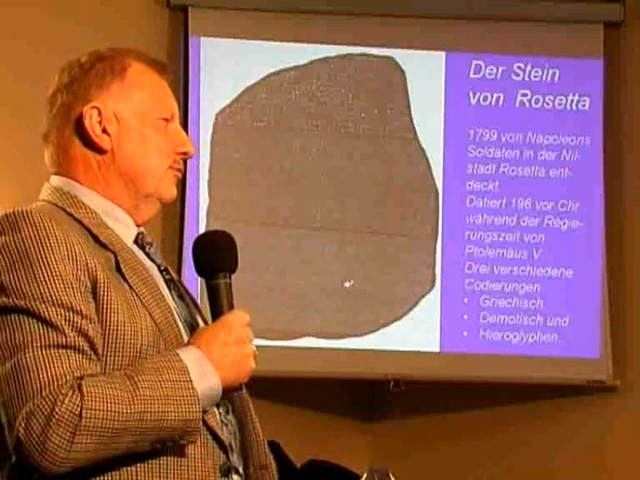 Der Stein
von Rosetta
1799 von Napoleons
Soldaten in der Nil-
stadt Rosetta ent-
deckt.
Datiert 196 vor Chr
während der Regie-
rungszeit von
Ptolemäus V
Drei verschiedene
Codierungen
• Griechisch
• Demotisch und
• Hieroglyphen